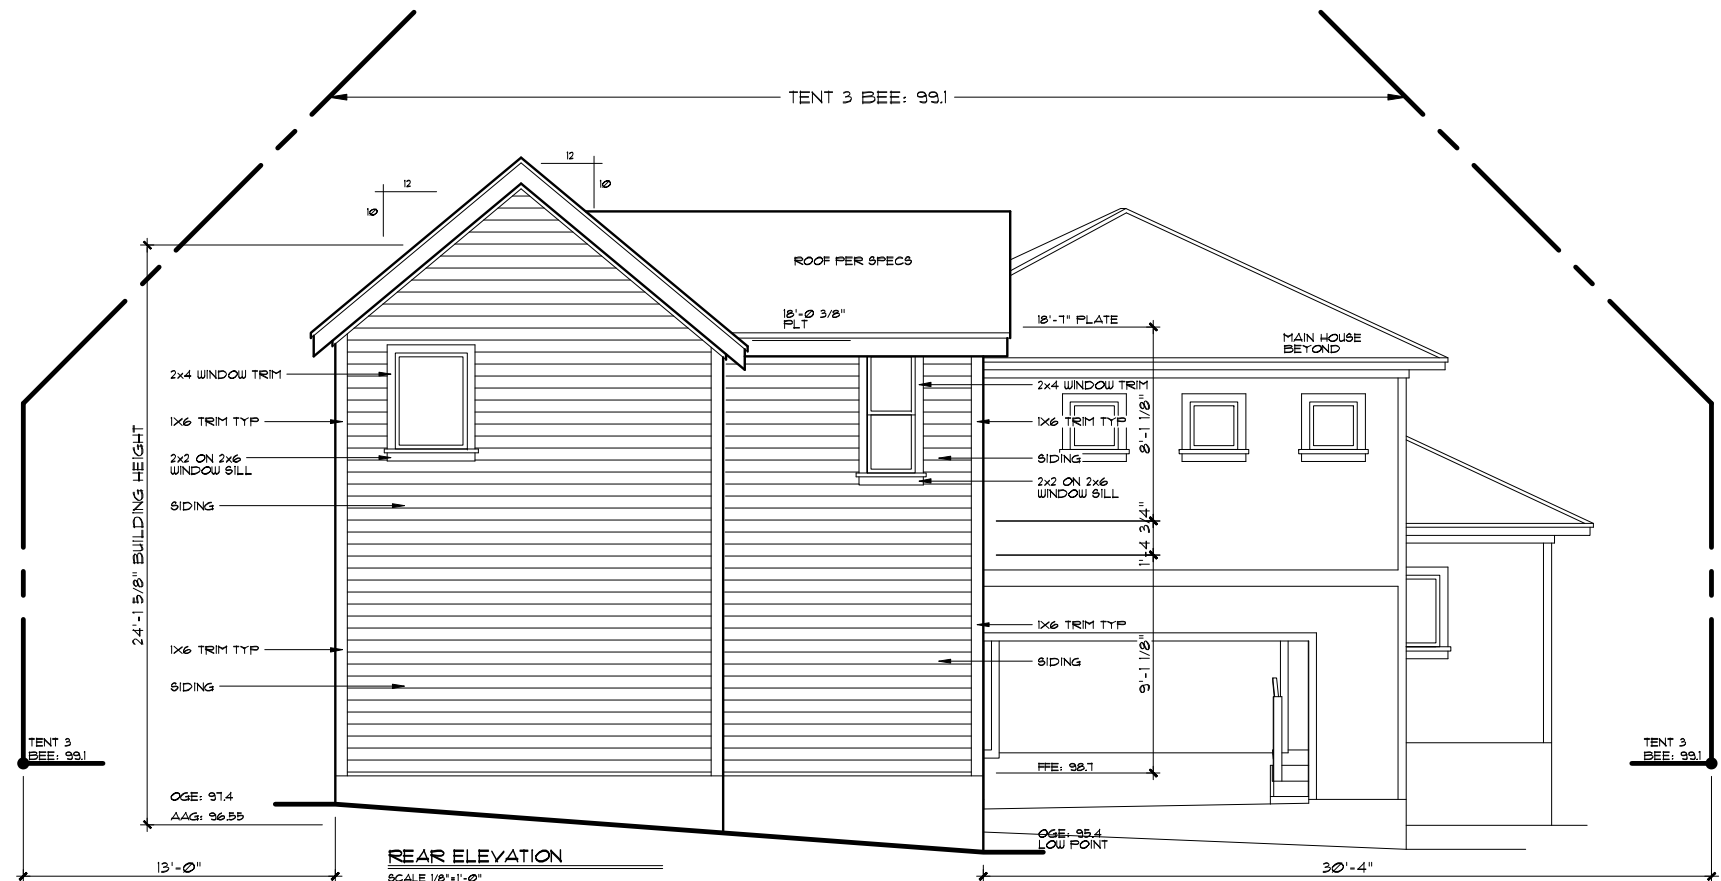 TENT 3 BEE: 99.1
12
10
12
10
ROOF PER SPECS
18'-0 3/8"
PLT
18'-7" PLATE
MAIN HOUSE
BEYOND
2x4 WINDOW TRIM
1X6 TRIM TYP
2x2 ON 2x6
WINDOW SILL
SIDING
24'-1 5/8" BUILDING HEIGHT
1X6 TRIM TYP
SIDING
2x4 WINDOW TRIM
1X6 TRIM TYP
SIDING
2x2 ON 2x6
WINDOW SILL
8'-1 1/8"
1'-4 3/4"
9'-1 1/8"
1X6 TRIM TYP
SIDING
FFE: 98.7
TENT 3
BEE: 99.1
TENT 3
BEE: 99.1
OGE: 97.4
AAG: 96.55
OGE: 95.4
LOW POINT
13'-0"
REAR ELEVATION
SCALE 1/8"=1'-0"
30'-4"